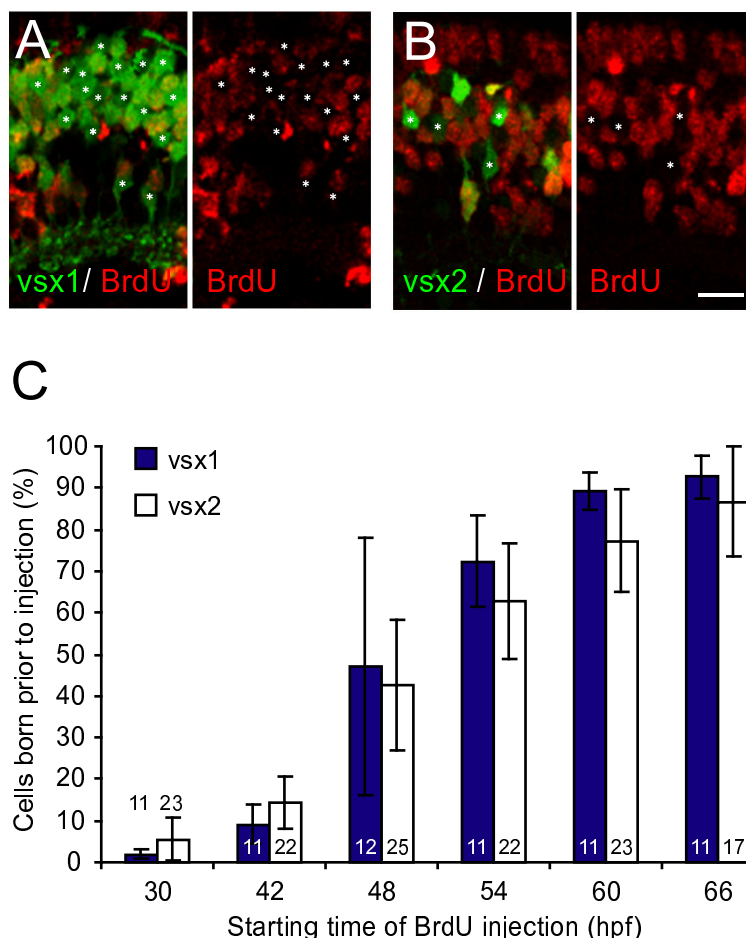 A
B
vsx1/ BrdU
BrdU
vsx2 / BrdU
BrdU
C
Cells born prior to injection (%)
100
90
80
70
60
50
40
30
20
10
0
vsx1
vsx2
11 23
11 22
12 25
11 22
11 23
11 17
30 42 48 54 60 66
Starting time of BrdU injection (hpf)